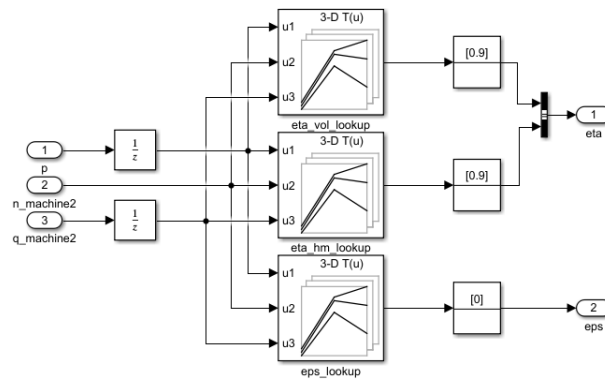 3-D T(u)
u1
u2
u3
eta_vol_lookup
[0.9]
1
eta
1
p
1
z
2
n_machine2
3
q_machine2
1
z
3-D T(u)
u1
u2
u3
eta_hm_lookup
[0.9]
3-D T(u)
u1
u2
u3
eps_lookup
[0]
2
eps